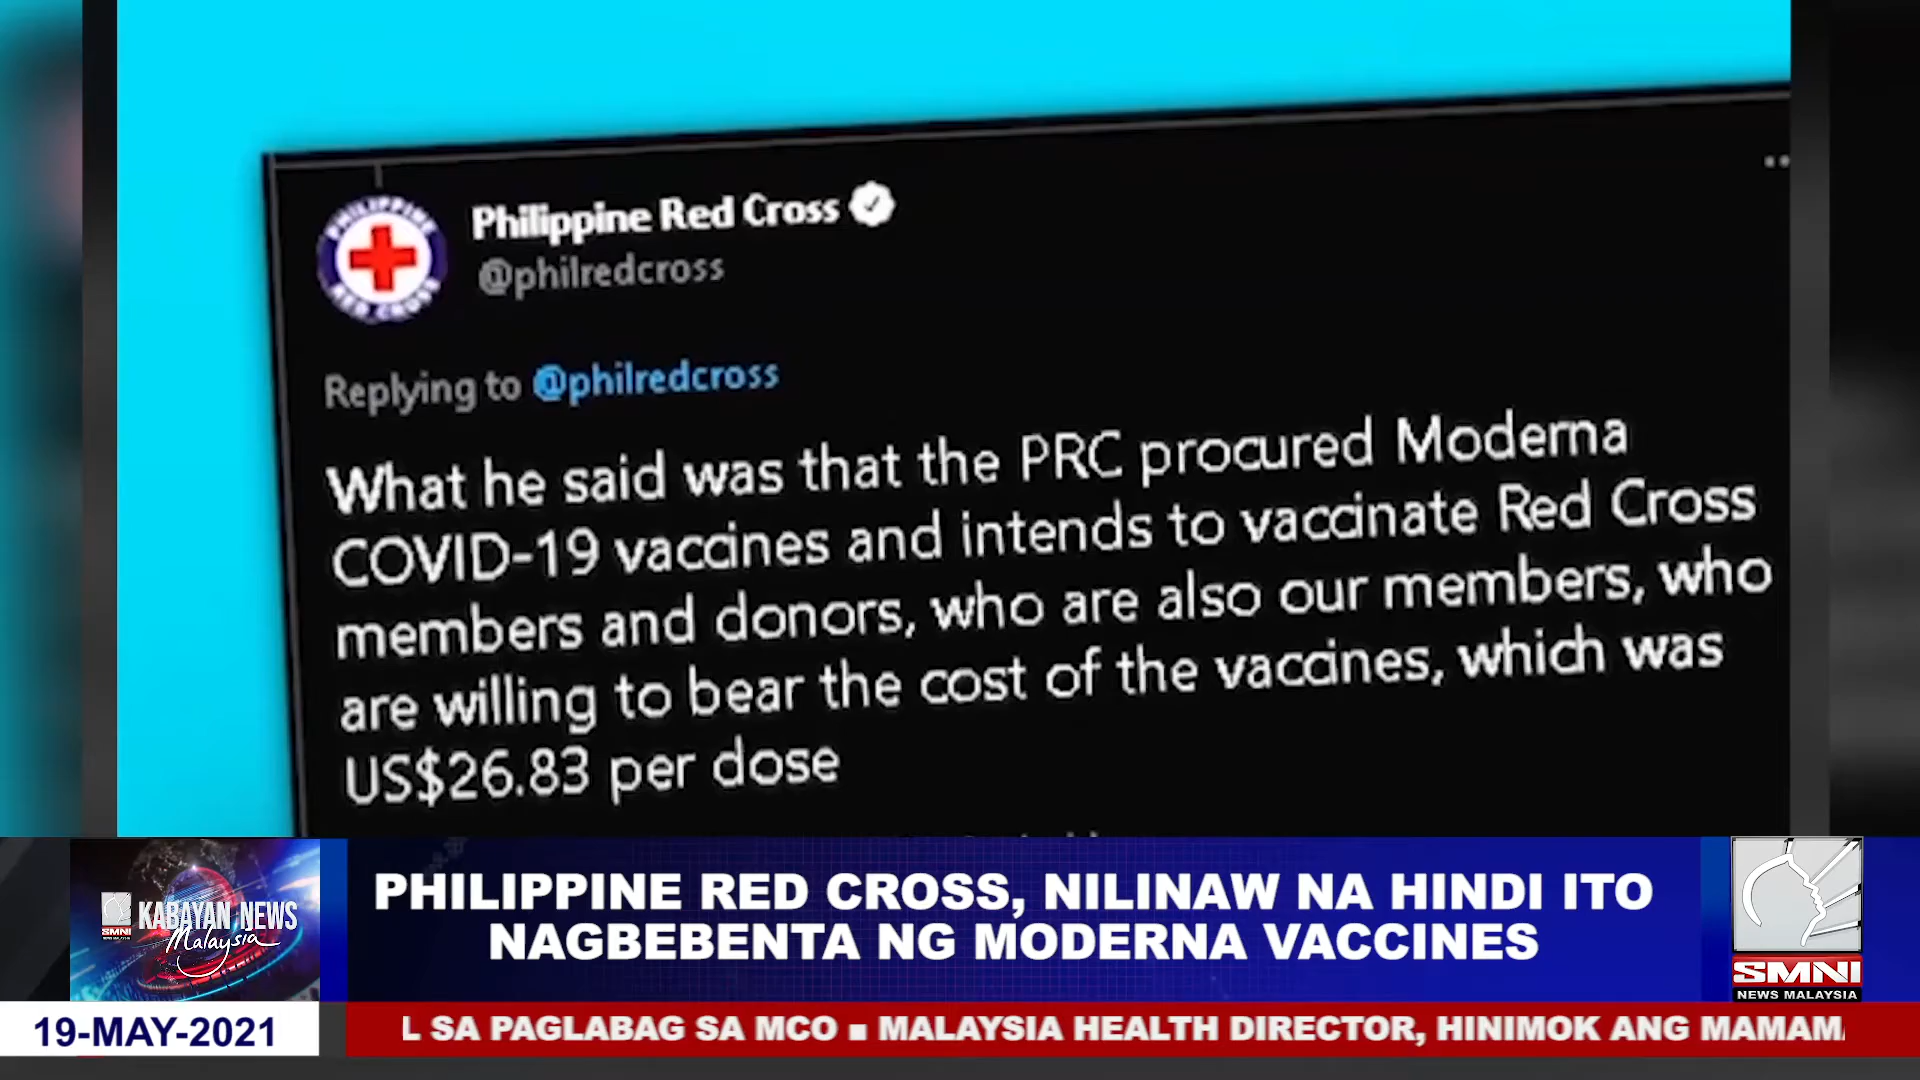 PHILIPPINE
RED CROSS
Philippine Red Cross
@philredcross
Replying to @philredcross
What he said was that the PRC procured Moderna
COVID-19 vaccines and intends to vaccinate Red Cross
members and donors, who are also our members, who
are willing to bear the cost of the vaccines, which was
US$26.83 per dose
SMNI
KABAYAN NEWS
Malaysia
PHILIPPINE RED CROSS, NILINAW NA HINDI ITO
NAGBEBENTA NG MODERNA VACCINES
SMNI
NEWS MALAYSIA
19-MAY-2021
L SA PAGLABAG SA MCO ■ MALAYSIA HEALTH DIRECTOR, HINIMOK ANG MAMAM